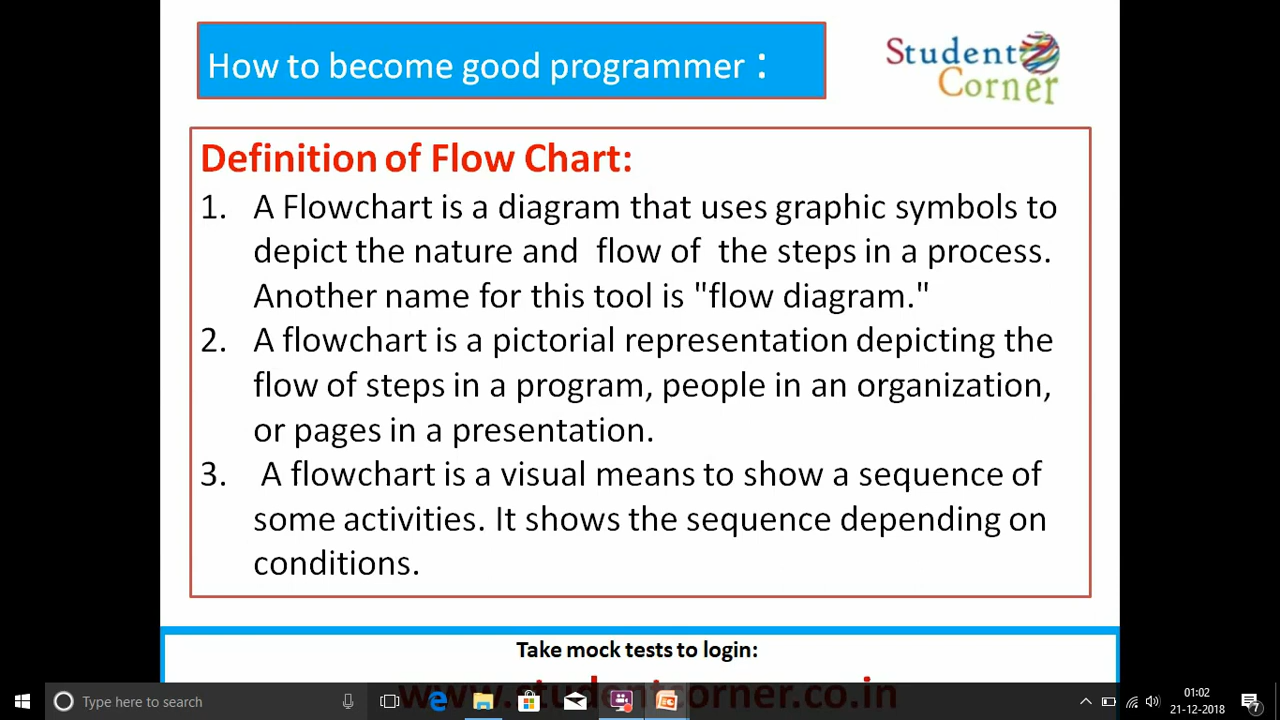 How to become good programmer :
Student
Corner
Definition of Flow Chart:
1. A Flowchart is a diagram that uses graphic symbols to
depict the nature and flow of the steps in a process.
Another name for this tool is "flow diagram."
2. A flowchart is a pictorial representation depicting the
flow of steps in a program, people in an organization,
or pages in a presentation.
3. A flowchart is a visual means to show a sequence of
some activities. It shows the sequence depending on
conditions.
Take mock tests to login:
www.studentcorner.co.in
Type here to search
01:02
21-12-2018
7